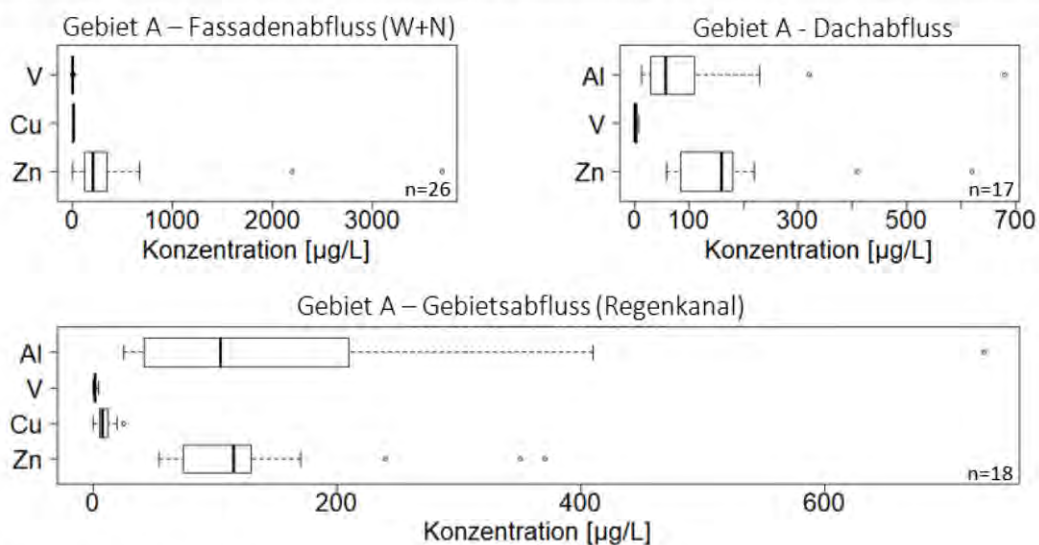 Gebiet A – Fassadenabfluss (W+N)
V
Cu
Zn
n=26
0 1000 2000 3000
Konzentration [µg/L]
Gebiet A - Dachabfluss
Al
V
Zn
n=17
0 100 300 500 700
Konzentration [µg/L]
Gebiet A – Gebietsabfluss (Regenkanal)
Al
V
Cu
Zn
n=18
0 200 400 600
Konzentration [µg/L]